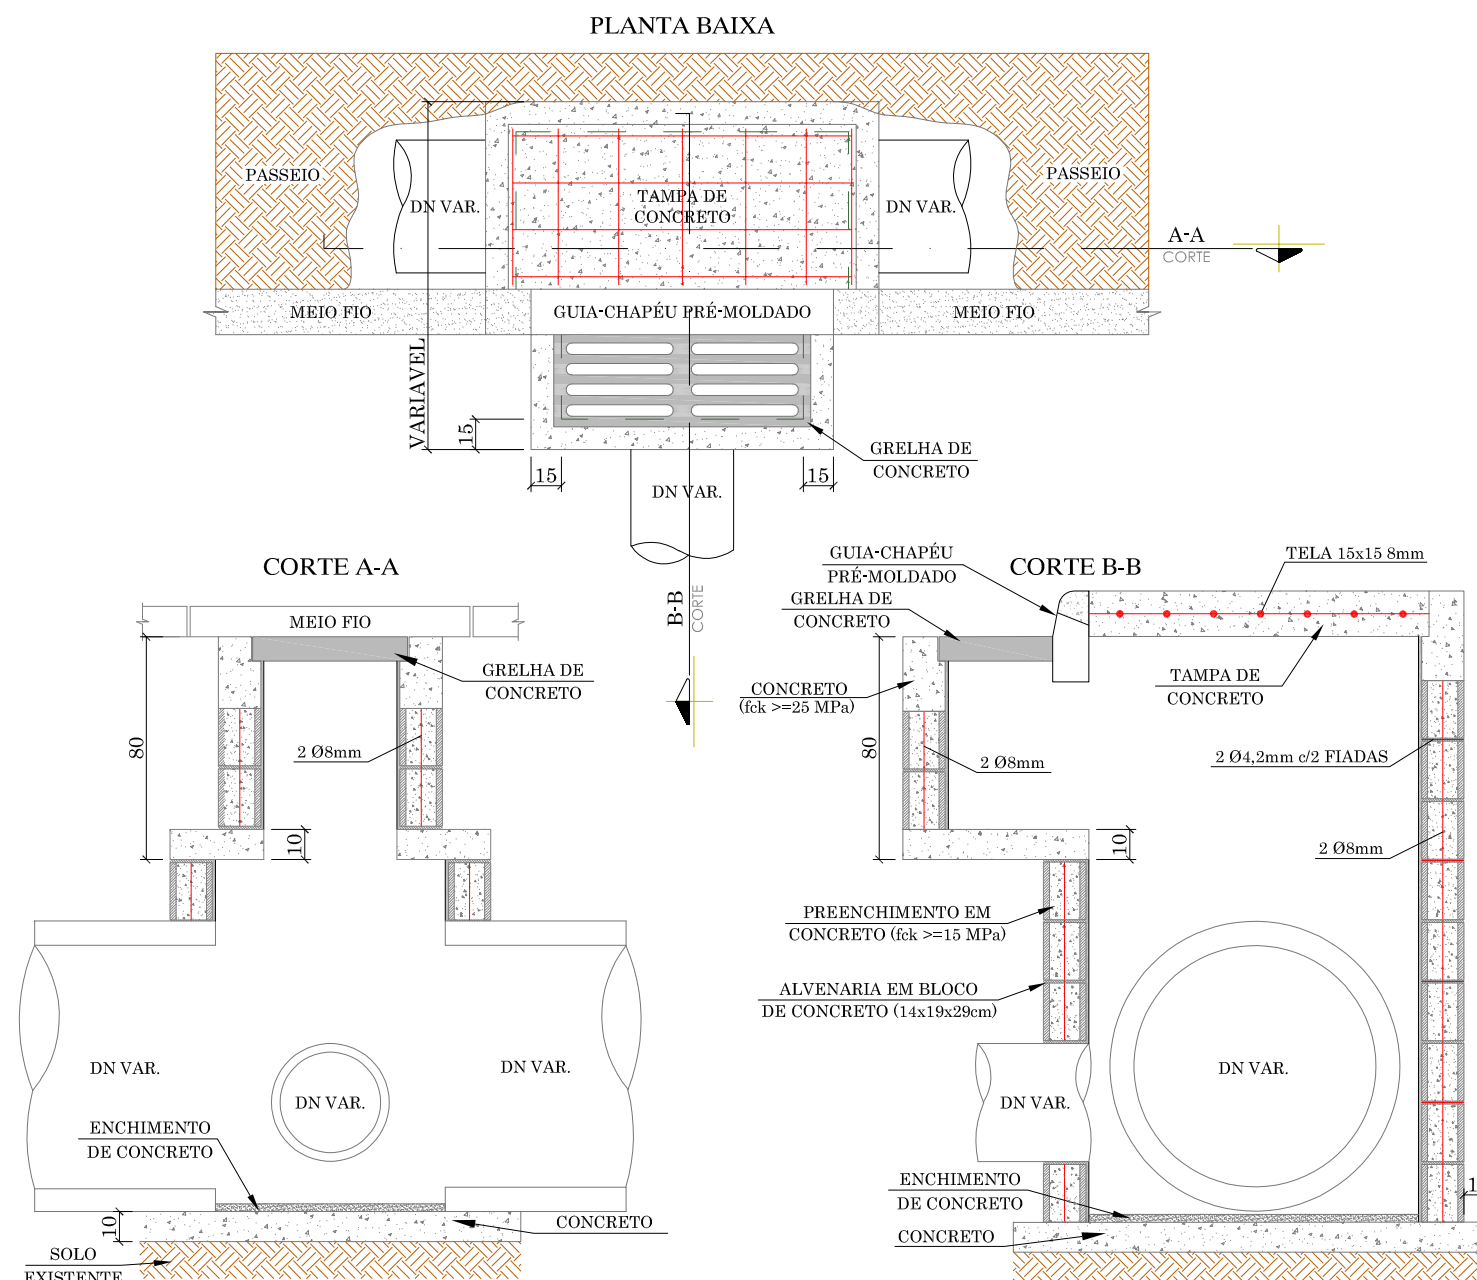 PLANTA BAIXA
PASSEIO
DN VAR.
TAMPA DE
CONCRETO
DN VAR.
PASSEIO
A-A
CORTE
MEIO FIO
GUIA-CHAPÉU PRÉ-MOLDADO
MEIO FIO
VARIAVEL
15
GRELHA DE
CONCRETO
15
15
DN VAR.
B-B
CORTE
CORTE A-A
MEIO FIO
GRELHA DE
CONCRETO
80
2 Ø8mm
10
DN VAR.
DN VAR.
DN VAR.
ENCHIMENTO
DE CONCRETO
10
CONCRETO
SOLO
EXISTENTE
CORTE B-B
GUIA-CHAPÉU
PRÉ-MOLDADO
TELA 15x15 8mm
GRELHA DE
CONCRETO
TAMPA DE
CONCRETO
CONCRETO
(fck >=25 MPa)
80
2 Ø8mm
2 Ø4,2mm c/2 FIADAS
10
2 Ø8mm
PREENCHIMENTO EM
CONCRETO (fck >=15 MPa)
ALVENARIA EM BLOCO
DE CONCRETO (14x19x29cm)
DN VAR.
DN VAR.
ENCHIMENTO
DE CONCRETO
CONCRETO